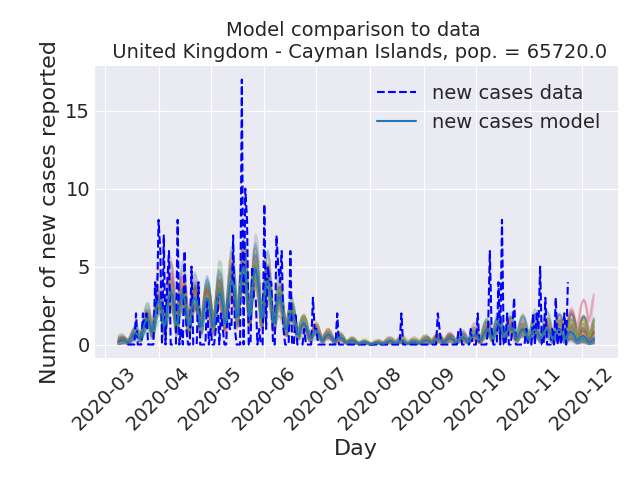 Model comparison to data
United Kingdom - Cayman Islands, pop. = 65720.0
Number of new cases reported
15
10
5
0
new cases data
new cases model
2020-03
2020-04
2020-05
2020-06
2020-07
2020-08
2020-09
2020-10
2020-11
2020-12
Day